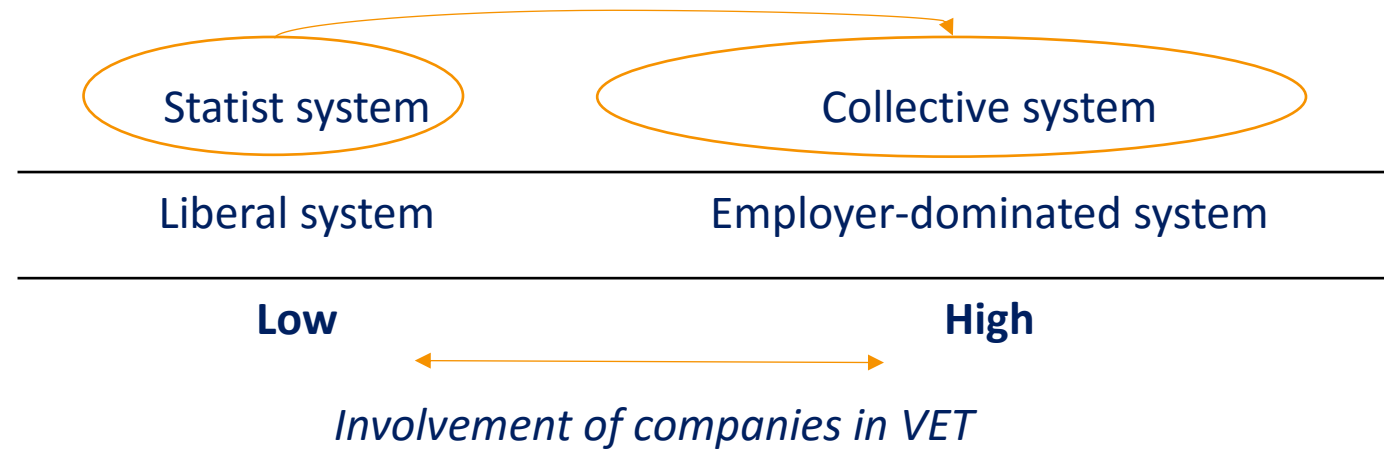 Statist system Collective system
Liberal system Employer-dominated system
Low High
Involvement of companies in VET